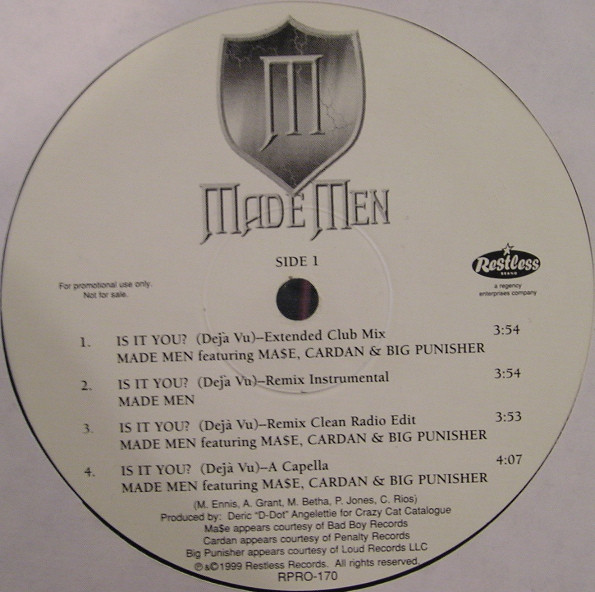 M
MADE MEN
SIDE 1
For promotional use only.
Not for sale.
Restless
a regency
enterprises company
1. IS IT YOU? (Deja Vu)–Extended Club Mix 3:54
MADE MEN featuring MA$E, CARDAN & BIG PUNISHER
2. IS IT YOU? (Deja Vu)–Remix Instrumental 3:54
MADE MEN
3. IS IT YOU? (Dejà Vu)–Remix Clean Radio Edit 3:53
MADE MEN featuring MA$E, CARDAN & BIG PUNISHER
4. IS IT YOU? (Dejà Vu)–A Capella 4:07
MADE MEN featuring MA$E, CARDAN & BIG PUNISHER
(M. Ennis, A. Grant, M. Betha, P. Jones, C. Rios)
Produced by: Deric "D-Dot" Angelettie for Crazy Cat Catalogue
Ma$e appears courtesy of Bad Boy Records
Cardan appears courtesy of Penalty Records
Big Punisher appears courtesy of Loud Records LLC
℗&©1999 Restless Records. All rights reserved.
RPRO-170